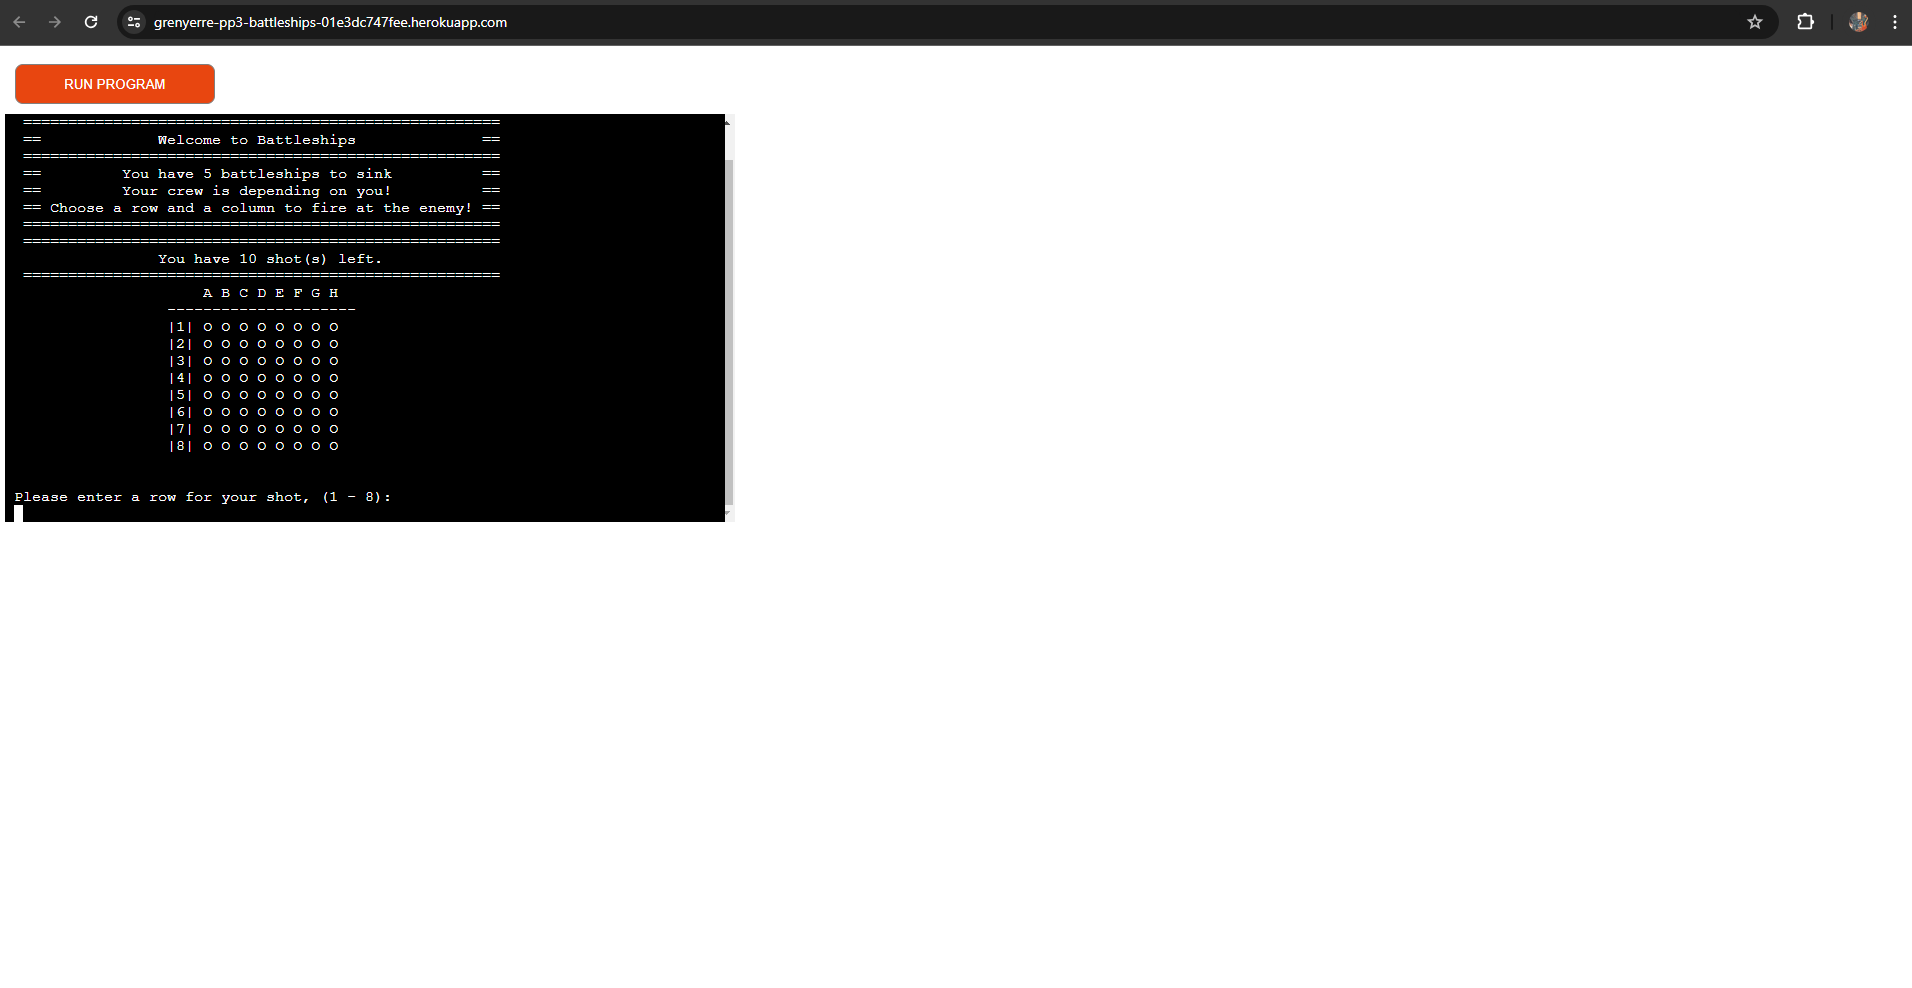 grenyerre-pp3-battleships-01e3dc747fee.herokuapp.com
RUN PROGRAM
=====================================================
==             Welcome to Battleships              ==
=====================================================
==         You have 5 battleships to sink          ==
==         Your crew is depending on you!          ==
== Choose a row and a column to fire at the enemy! ==
=====================================================
=====================================================
You have 10 shot(s) left.
=====================================================
A B C D E F G H
---------------------
|1| O O O O O O O O
|2| O O O O O O O O
|3| O O O O O O O O
|4| O O O O O O O O
|5| O O O O O O O O
|6| O O O O O O O O
|7| O O O O O O O O
|8| O O O O O O O O
Please enter a row for your shot, (1 - 8):